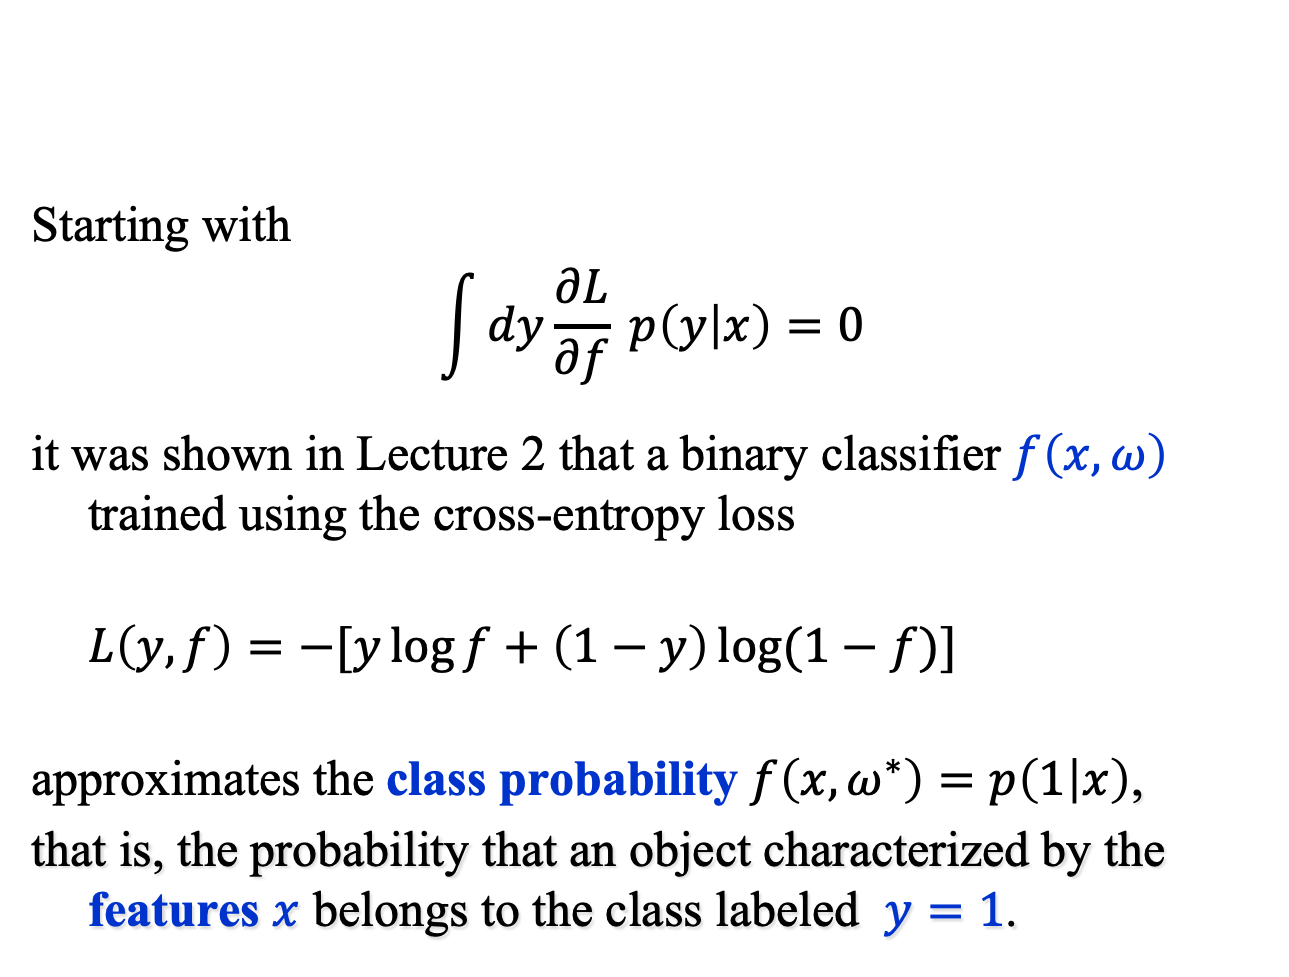 Starting with
∫ dy ∂L/∂f p(y|x) = 0
it was shown in Lecture 2 that a binary classifier f(x, ω)
trained using the cross-entropy loss
L(y, f) = −[y log f + (1 − y) log(1 − f)]
approximates the class probability f(x, ω*) = p(1|x),
that is, the probability that an object characterized by the
features x belongs to the class labeled y = 1.